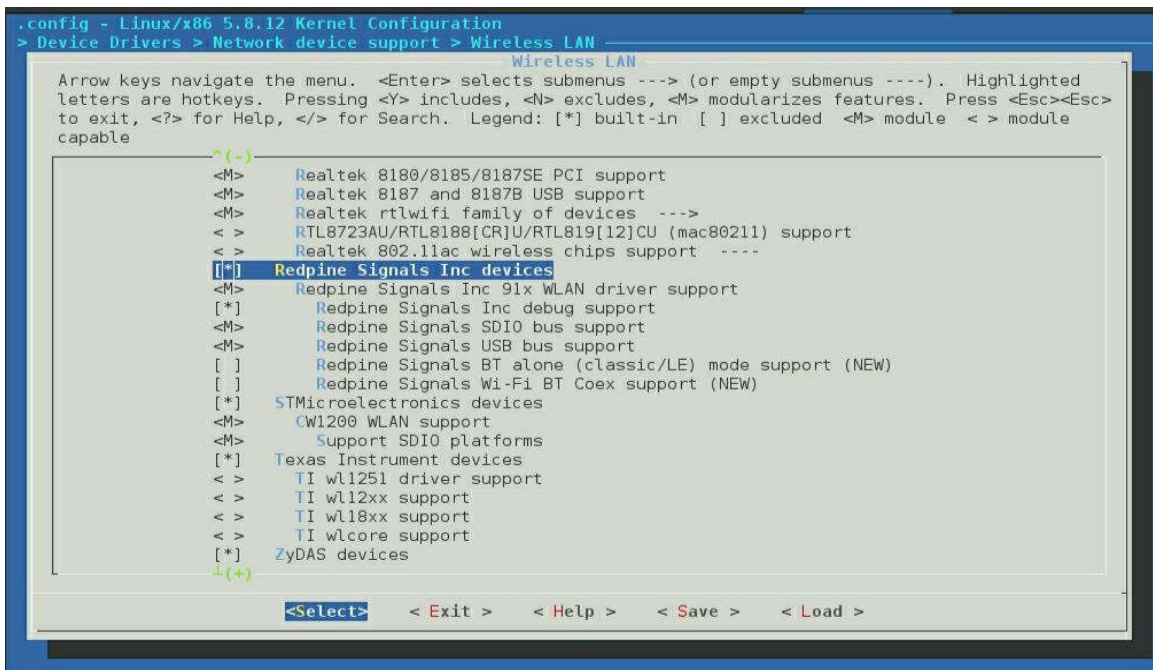 .config - Linux/x86 5.8.12 Kernel Configuration
> Device Drivers > Network device support > Wireless LAN
Wireless LAN
Arrow keys navigate the menu.  <Enter> selects submenus ---> (or empty submenus ----).  Highlighted
letters are hotkeys.  Pressing <Y> includes, <N> excludes, <M> modularizes features.  Press <Esc><Esc>
to exit, <?> for Help, </> for Search.  Legend: [*] built-in  [ ] excluded  <M> module  < > module
capable
^(-)
<M>     Realtek 8180/8185/8187SE PCI support
<M>     Realtek 8187 and 8187B USB support
<M>     Realtek rtlwifi family of devices  --->
< >     RTL8723AU/RTL8188[CR]U/RTL819[12]CU (mac80211) support
< >     Realtek 802.11ac wireless chips support  ----
[*]   Redpine Signals Inc devices
<M>     Redpine Signals Inc 91x WLAN driver support
[*]       Redpine Signals Inc debug support
<M>       Redpine Signals SDIO bus support
<M>       Redpine Signals USB bus support
[ ]       Redpine Signals BT alone (classic/LE) mode support (NEW)
[ ]       Redpine Signals Wi-Fi BT Coex support (NEW)
[*]   STMicroelectronics devices
<M>     CW1200 WLAN support
<M>       Support SDIO platforms
[*]   Texas Instrument devices
< >     TI wl1251 driver support
< >     TI wl12xx support
< >     TI wl18xx support
< >     TI wlcore support
[*]   ZyDAS devices
┴(+)
<Select>    < Exit >    < Help >    < Save >    < Load >